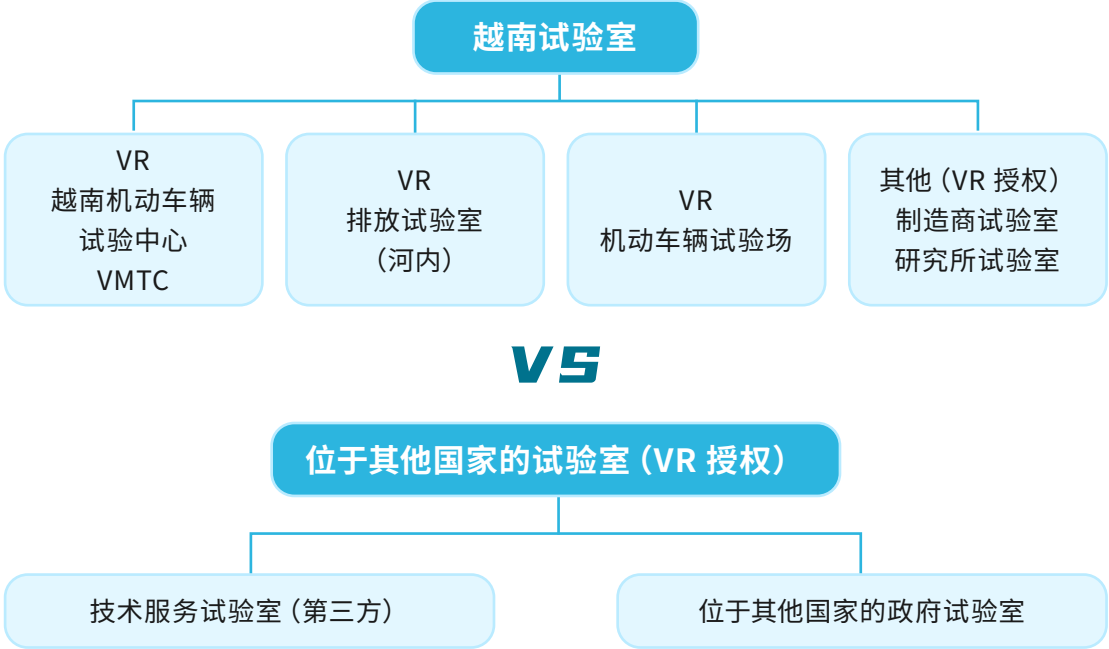 越南试验室
VR
越南机动车辆
试验中心
VMTC
VR
排放试验室
（河内）
VR
机动车辆试验场
其他（VR 授权）
制造商试验室
研究所试验室
VS
位于其他国家的试验室（VR 授权）
技术服务试验室（第三方）
位于其他国家的政府试验室